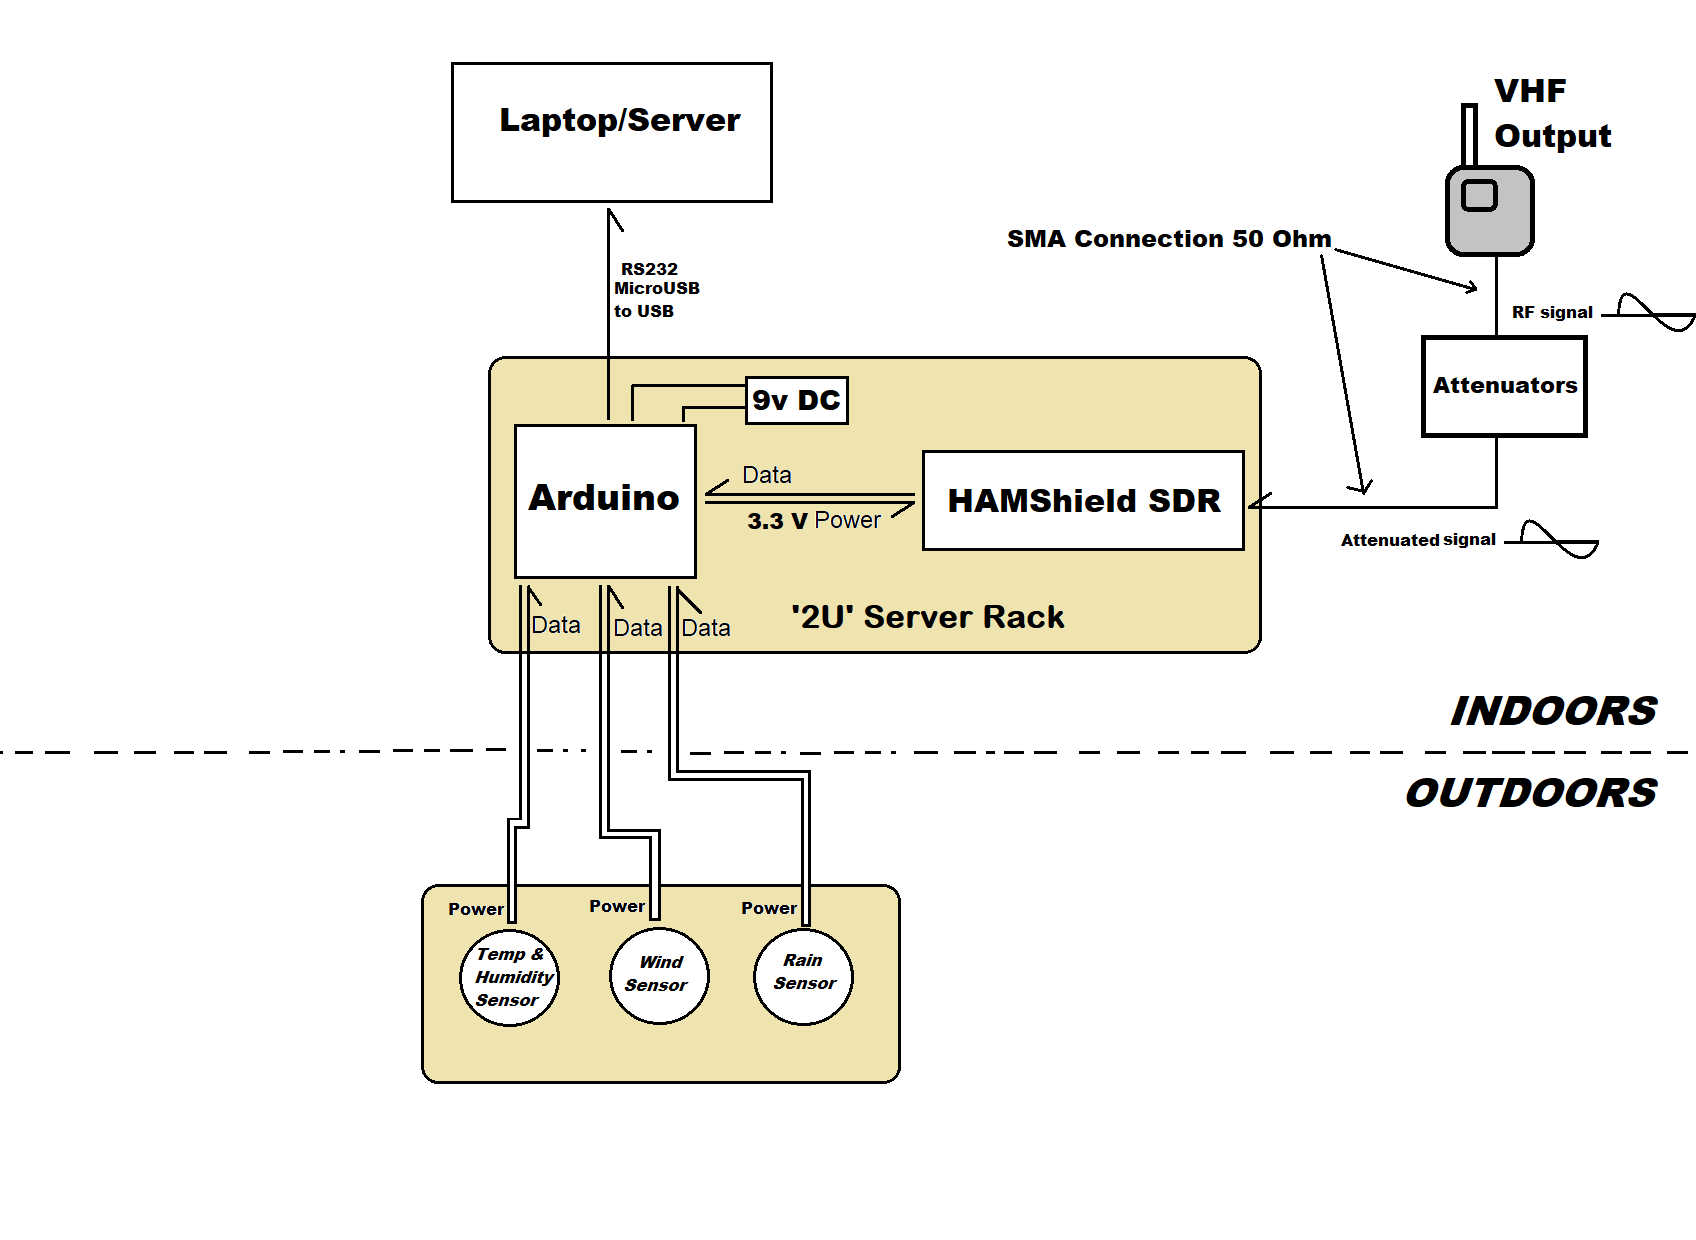 Laptop/Server
VHF
Output
SMA Connection 50 Ohm
RS232
MicroUSB
to USB
RF signal
Attenuators
9v DC
Arduino
Data
3.3 V Power
HAMShield SDR
Attenuated signal
'2U' Server Rack
Data
Data
Data
INDOORS
OUTDOORS
Power
Power
Power
Temp &
Humidity
Sensor
Wind
Sensor
Rain
Sensor